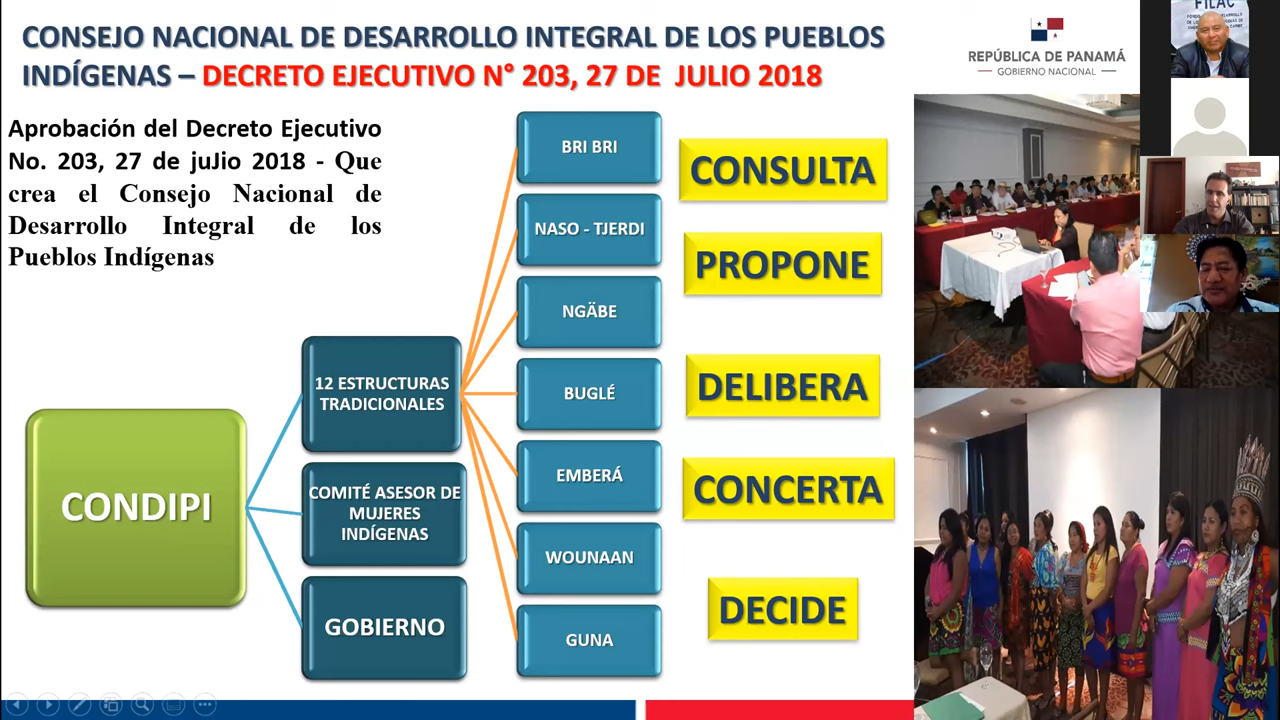 CONSEJO NACIONAL DE DESARROLLO INTEGRAL DE LOS PUEBLOS
INDÍGENAS – DECRETO EJECUTIVO N° 203, 27 DE JULIO 2018
REPÚBLICA DE PANAMÁ
GOBIERNO NACIONAL
FILAC
Aprobación del Decreto Ejecutivo
No. 203, 27 de juJio 2018 - Que
crea el Consejo Nacional de
Desarrollo Integral de los
Pueblos Indígenas
CONDIPI
12 ESTRUCTURAS
TRADICIONALES
COMITÉ ASESOR DE
MUJERES
INDÍGENAS
GOBIERNO
BRI BRI
NASO - TJERDI
NGÄBE
BUGLÉ
EMBERÁ
WOUNAAN
GUNA
CONSULTA
PROPONE
DELIBERA
CONCERTA
DECIDE